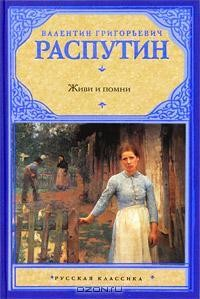 ВАЛЕНТИН ГРИГОРЬЕВИЧ
РАСПУТИН
Живи и помни
РУССКАЯ КЛАССИКА